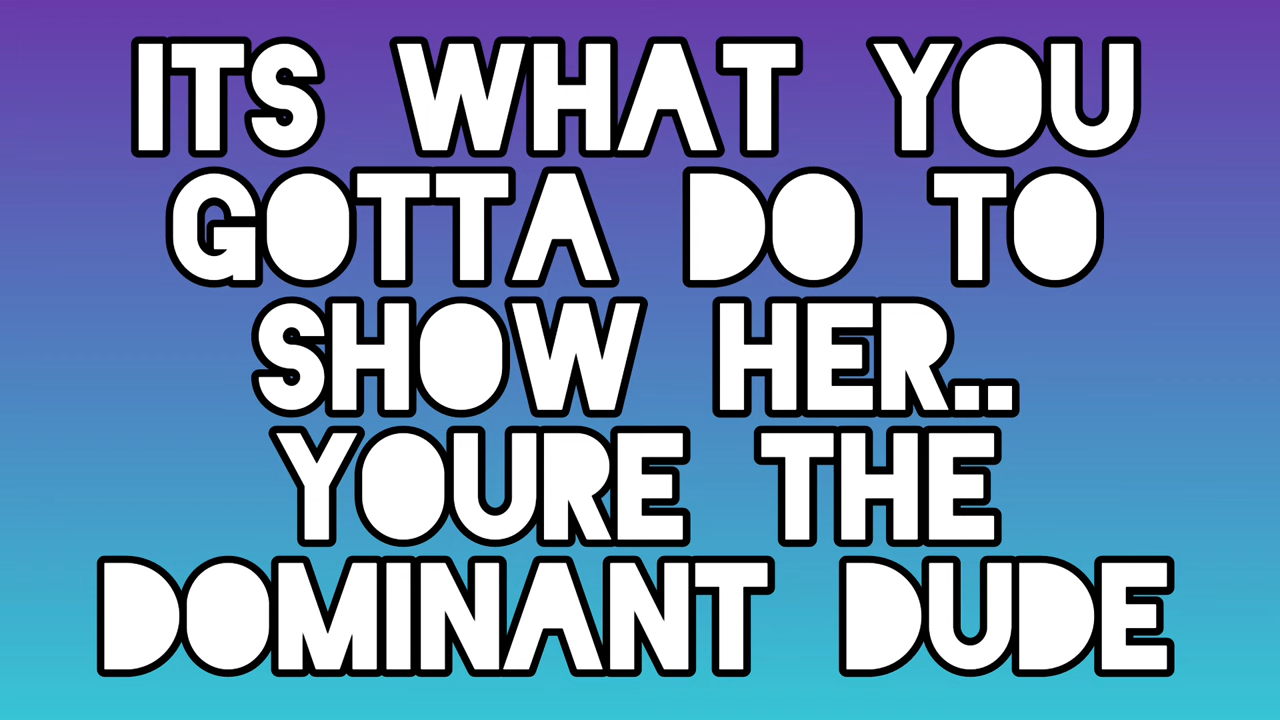 ITS WHAT YOU
GOTTA DO TO
SHOW HER..
YOURE THE
DOMINANT DUDE